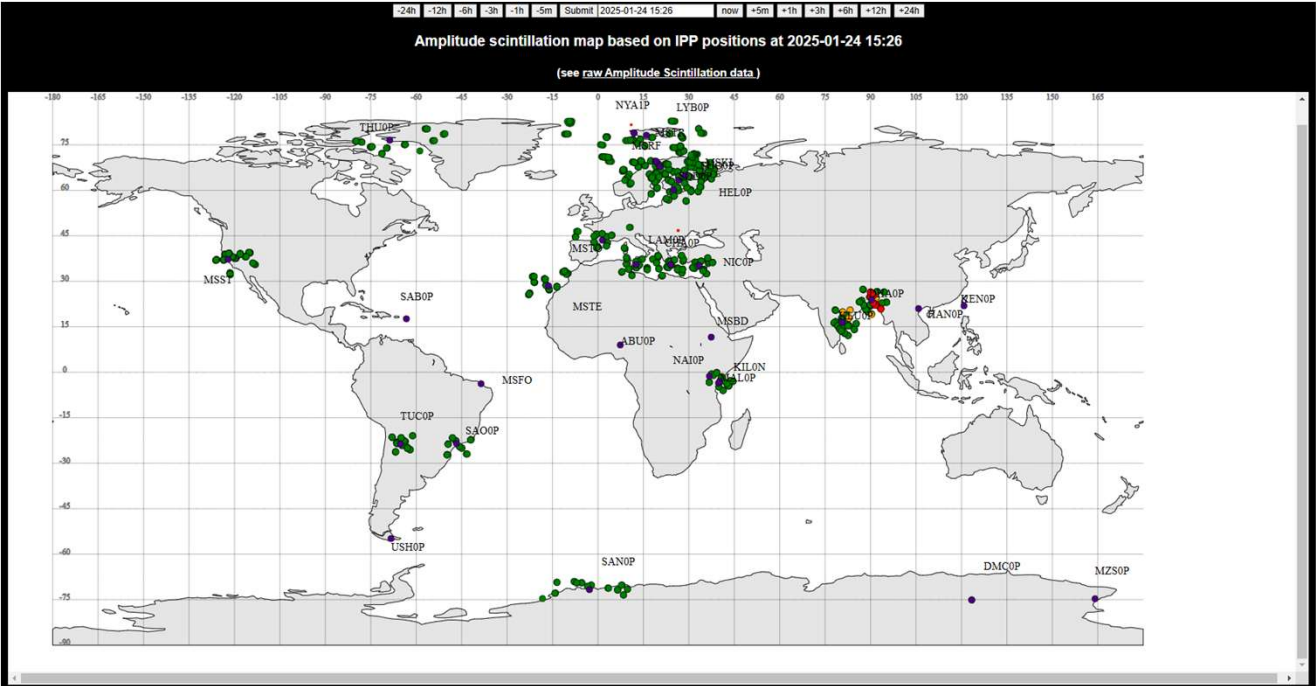 -24h -12h -6h -3h -1h -5m Submit 2025-01-24 15:26 now +5m +1h +3h +6h +12h +24h
Amplitude scintillation map based on IPP positions at 2025-01-24 15:26
(see raw Amplitude Scintillation data )
-180 -165 -150 -135 -120 -105 -90 -75 -60 -45 -30 -15 0 15 30 45 60 75 90 105 120 135 150 165
NYA1P LYB0P
THU0P
75
60
HEL0P
45
LAM0P
NIC0P
MSST
30
SAB0P
MSTE
KEN0P
HAN0P
15
MSBD
ABU0P
NAI0P
KIL0N
MAL0P
0
MSFO
-15
TUC0P
SAO0P
-30
-45
USH0P
-60
SAN0P
DMC0P
MZS0P
-75
-90